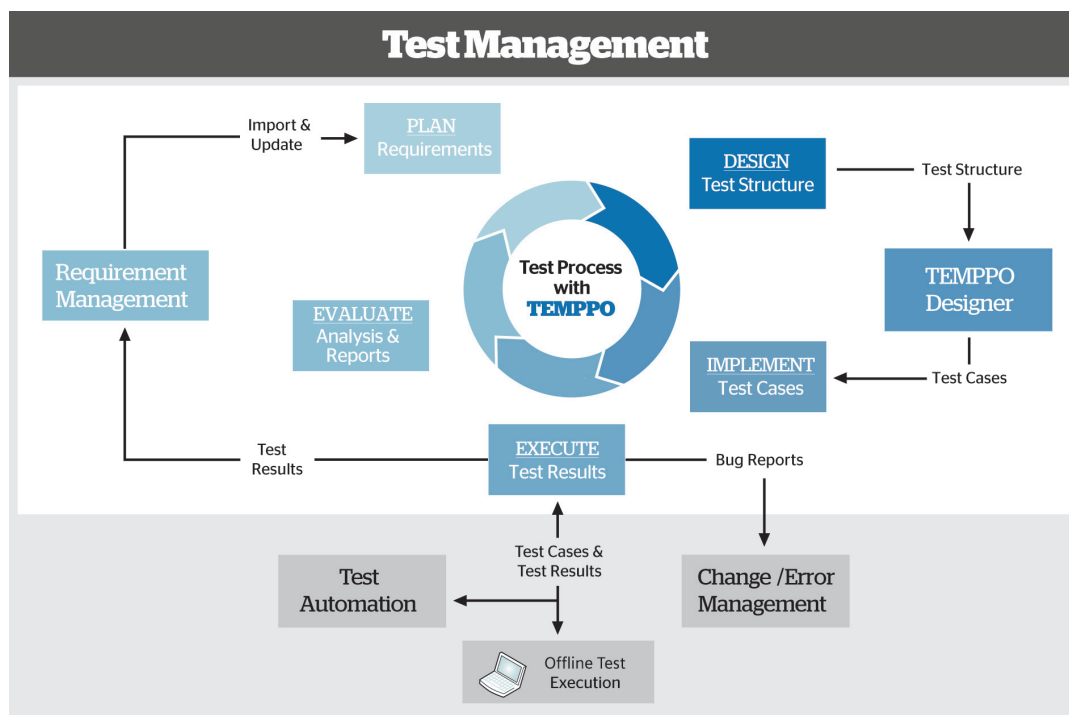 Test Management
Import &
Update
PLAN
Requirements
DESIGN
Test Structure
Test Structure
Requirement
Management
Test Process
with
TEMPPO
TEMPPO
Designer
EVALUATE
Analysis &
Reports
IMPLEMENT
Test Cases
Test Cases
Test
Results
EXECUTE
Test Results
Bug Reports
Test Cases &
Test Results
Test
Automation
Change /Error
Management
Offline Test
Execution